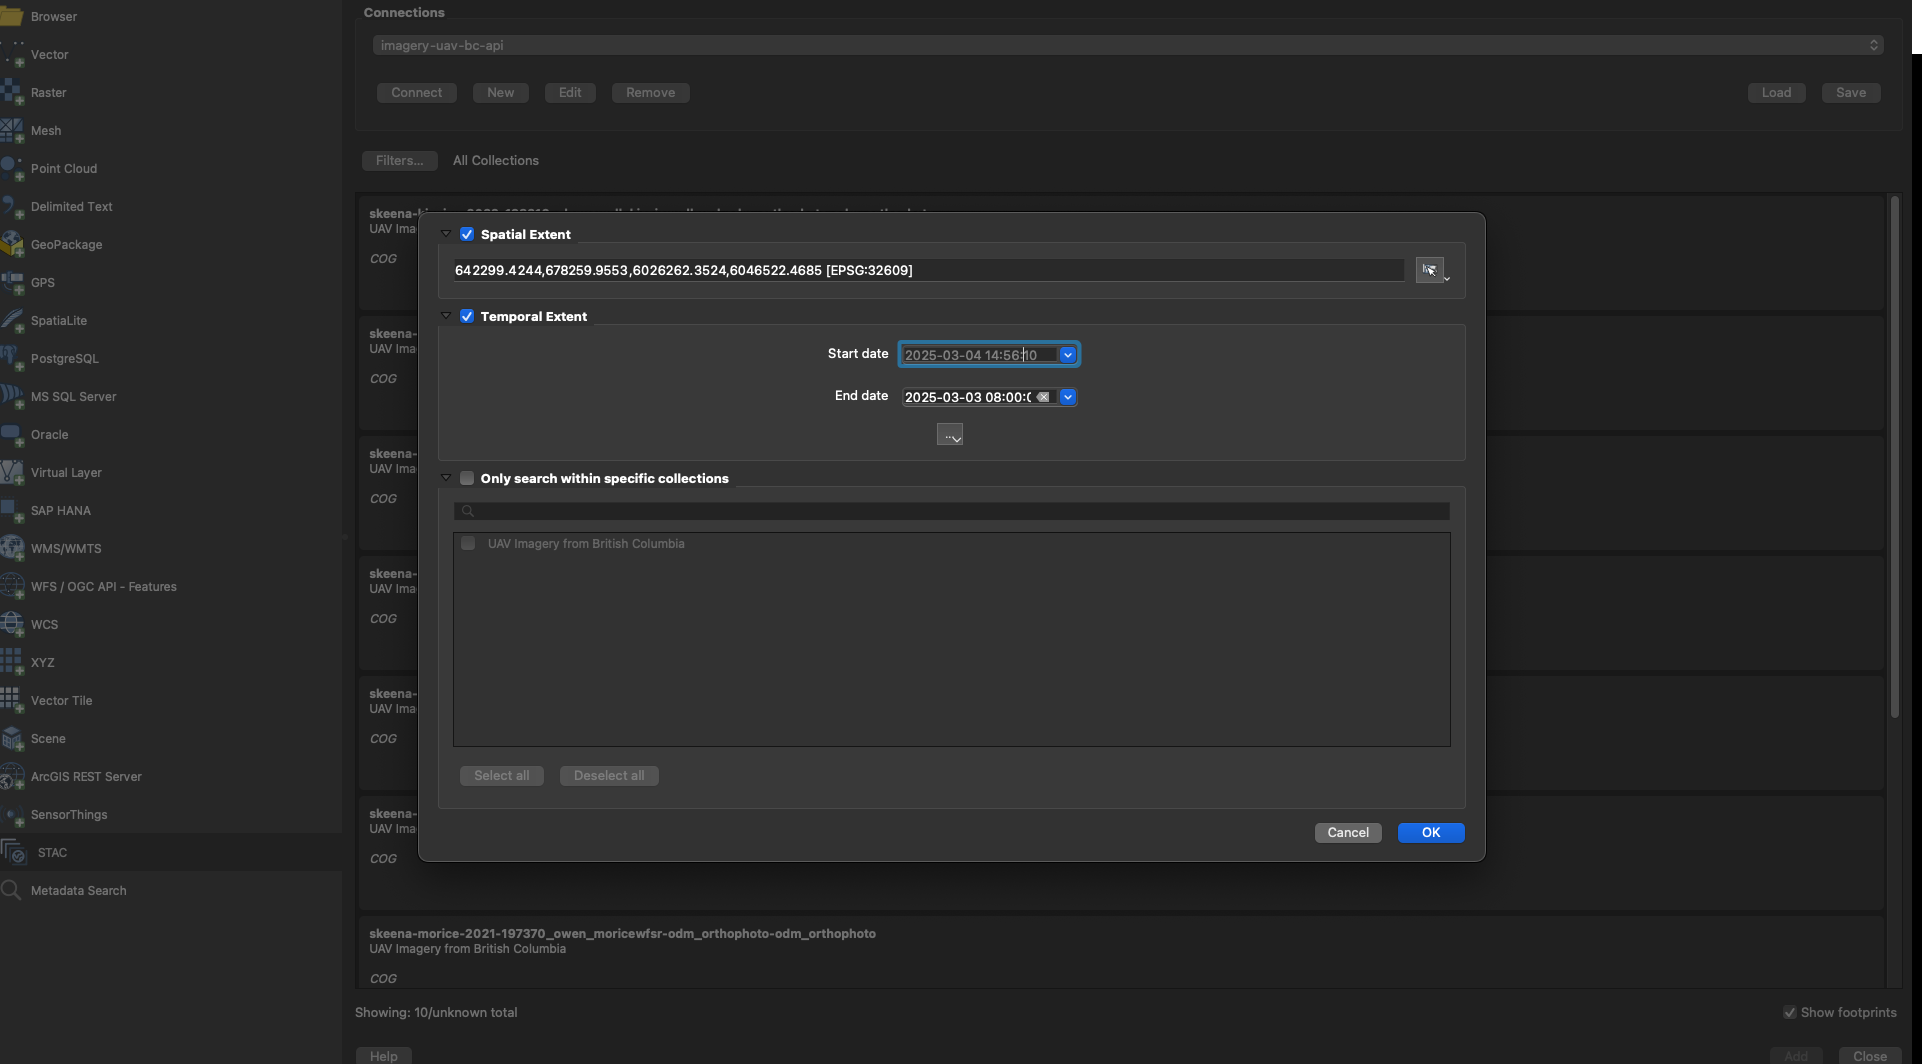 Browser
Vector
Raster
Mesh
Point Cloud
Delimited Text
GeoPackage
GPS
SpatiaLite
PostgreSQL
MS SQL Server
Oracle
Virtual Layer
SAP HANA
WMS/WMTS
WFS / OGC API - Features
WCS
XYZ
Vector Tile
Scene
ArcGIS REST Server
SensorThings
STAC
Metadata Search
Connections
imagery-uav-bc-api
Connect New Edit Remove Load Save
Filters... All Collections
UAV Ima
COG
Spatial Extent
642299.4244,678259.9553,6026262.3524,6046522.4685 [EPSG:32609]
Temporal Extent
Start date 2025-03-04 14:56:10
End date 2025-03-03 08:00:0
...
Only search within specific collections
UAV Imagery from British Columbia
Select all Deselect all
Cancel OK
skeena-
UAV Ima
COG
skeena-
UAV Ima
COG
skeena-
UAV Ima
COG
skeena-
UAV Ima
COG
skeena-
UAV Ima
COG
skeena-morice-2021-197370_owen_moricewfsr-odm_orthophoto-odm_orthophoto
UAV Imagery from British Columbia
COG
Showing: 10/unknown total
Show footprints
Help Add Close